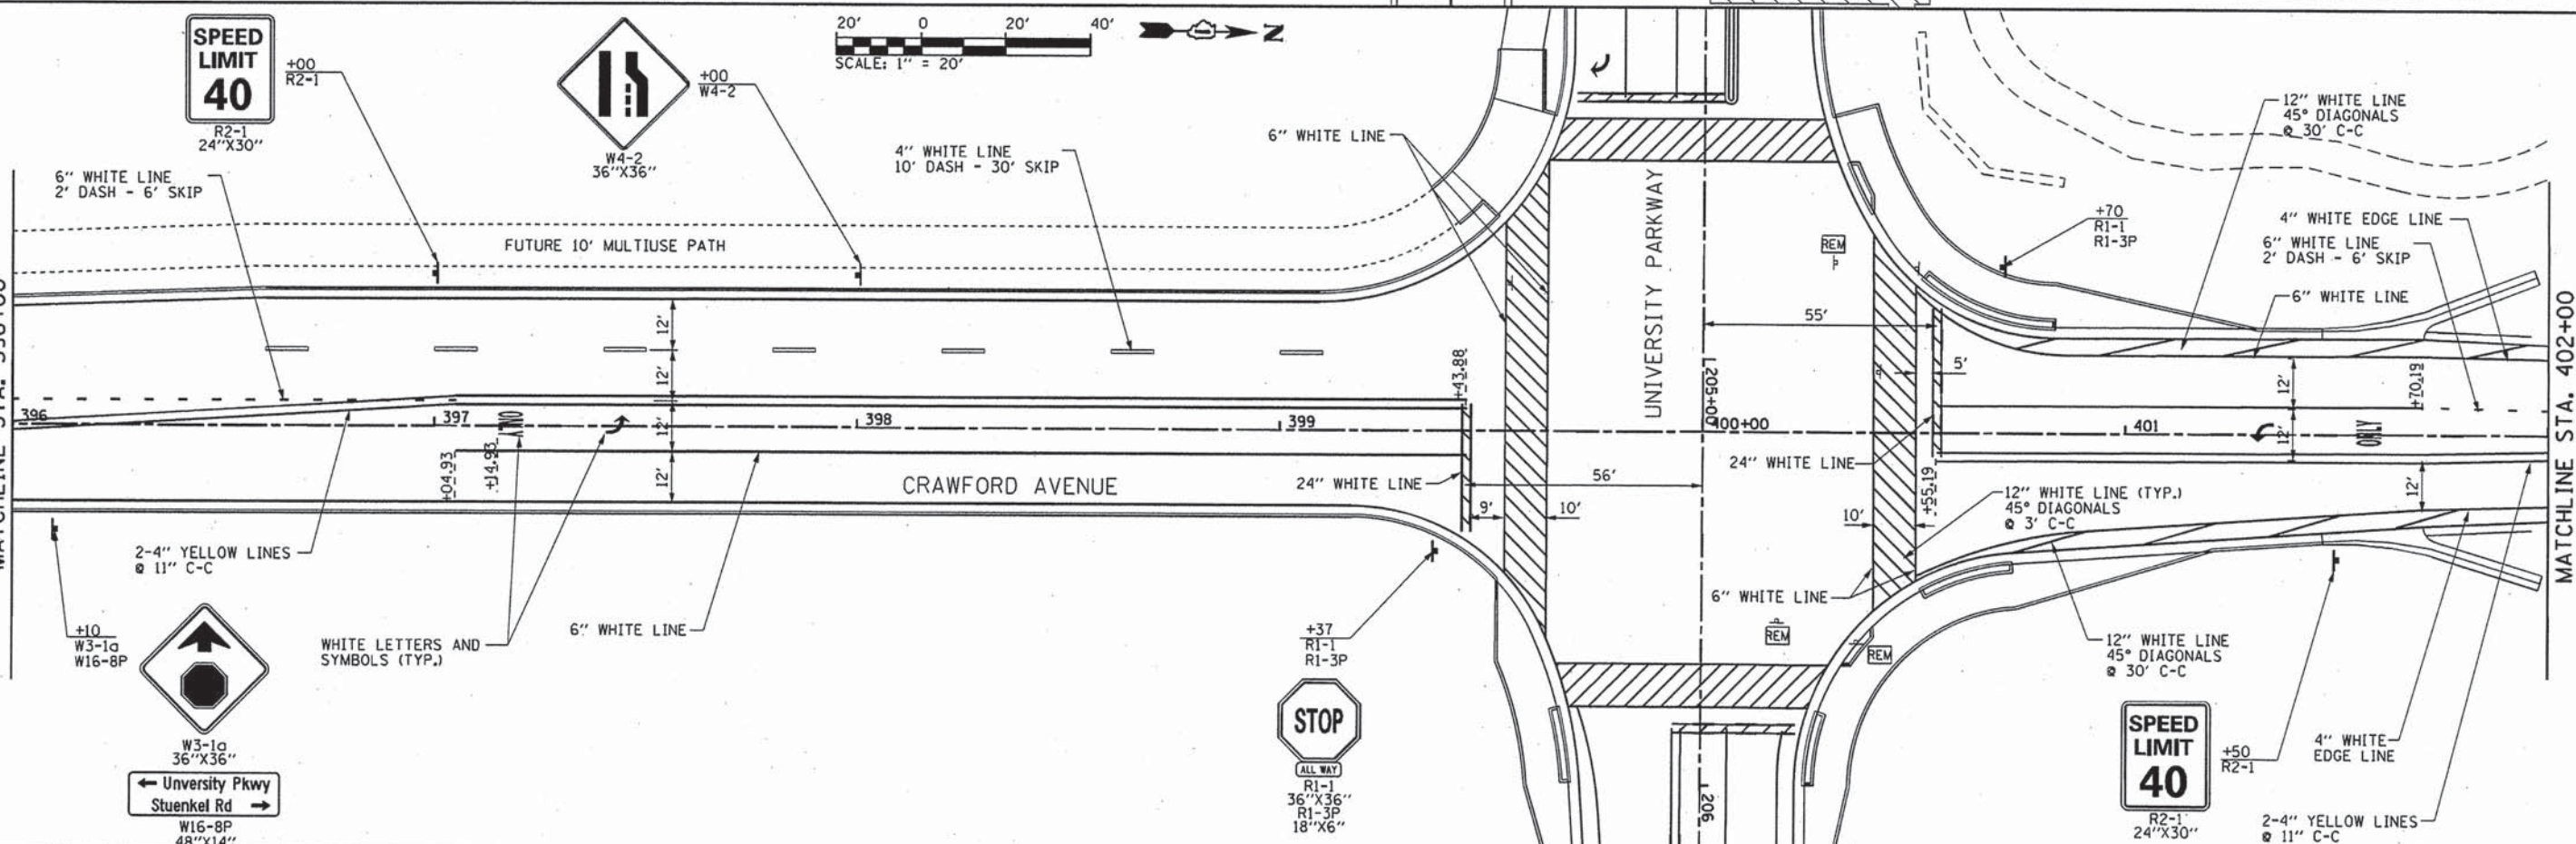 SPEED
LIMIT
40
R2-1
24"X30"
+00
R2-1
W4-2
36"X36"
+00
W4-2
20' 0 20' 40'
SCALE: 1" = 20'
N
6" WHITE LINE
2' DASH - 6' SKIP
4" WHITE LINE
10' DASH - 30' SKIP
6" WHITE LINE
12" WHITE LINE
45° DIAGONALS
@ 30' C-C
FUTURE 10' MULTIUSE PATH
UNIVERSITY PARKWAY
REM
+70
R1-1
R1-3P
4" WHITE EDGE LINE
6" WHITE LINE
2' DASH - 6' SKIP
6" WHITE LINE
MATCHLINE STA. 402+00
12'
12'
12'
12'
55'
5'
+43.88
205+00
400+00
12'
12'
12'
+70.19
396
397
398
399
401
ONLY
ONLY
+04.93
+14.93
CRAWFORD AVENUE
24" WHITE LINE
56'
9'
10'
24" WHITE LINE
10'
+55.19
12" WHITE LINE (TYP.)
45° DIAGONALS
@ 3' C-C
2-4" YELLOW LINES
@ 11" C-C
6" WHITE LINE
+10
W3-1a
W16-8P
WHITE LETTERS AND
SYMBOLS (TYP.)
6" WHITE LINE
+37
R1-1
R1-3P
REM
REM
12" WHITE LINE
45° DIAGONALS
@ 30' C-C
W3-1a
36"X36"
← Unversity Pkwy
Stuenkel Rd →
W16-8P
48"X14"
STOP
ALL WAY
R1-1
36"X36"
R1-3P
18"X6"
206
SPEED
LIMIT
40
R2-1
24"X30"
+50
R2-1
4" WHITE
EDGE LINE
2-4" YELLOW LINES
@ 11" C-C